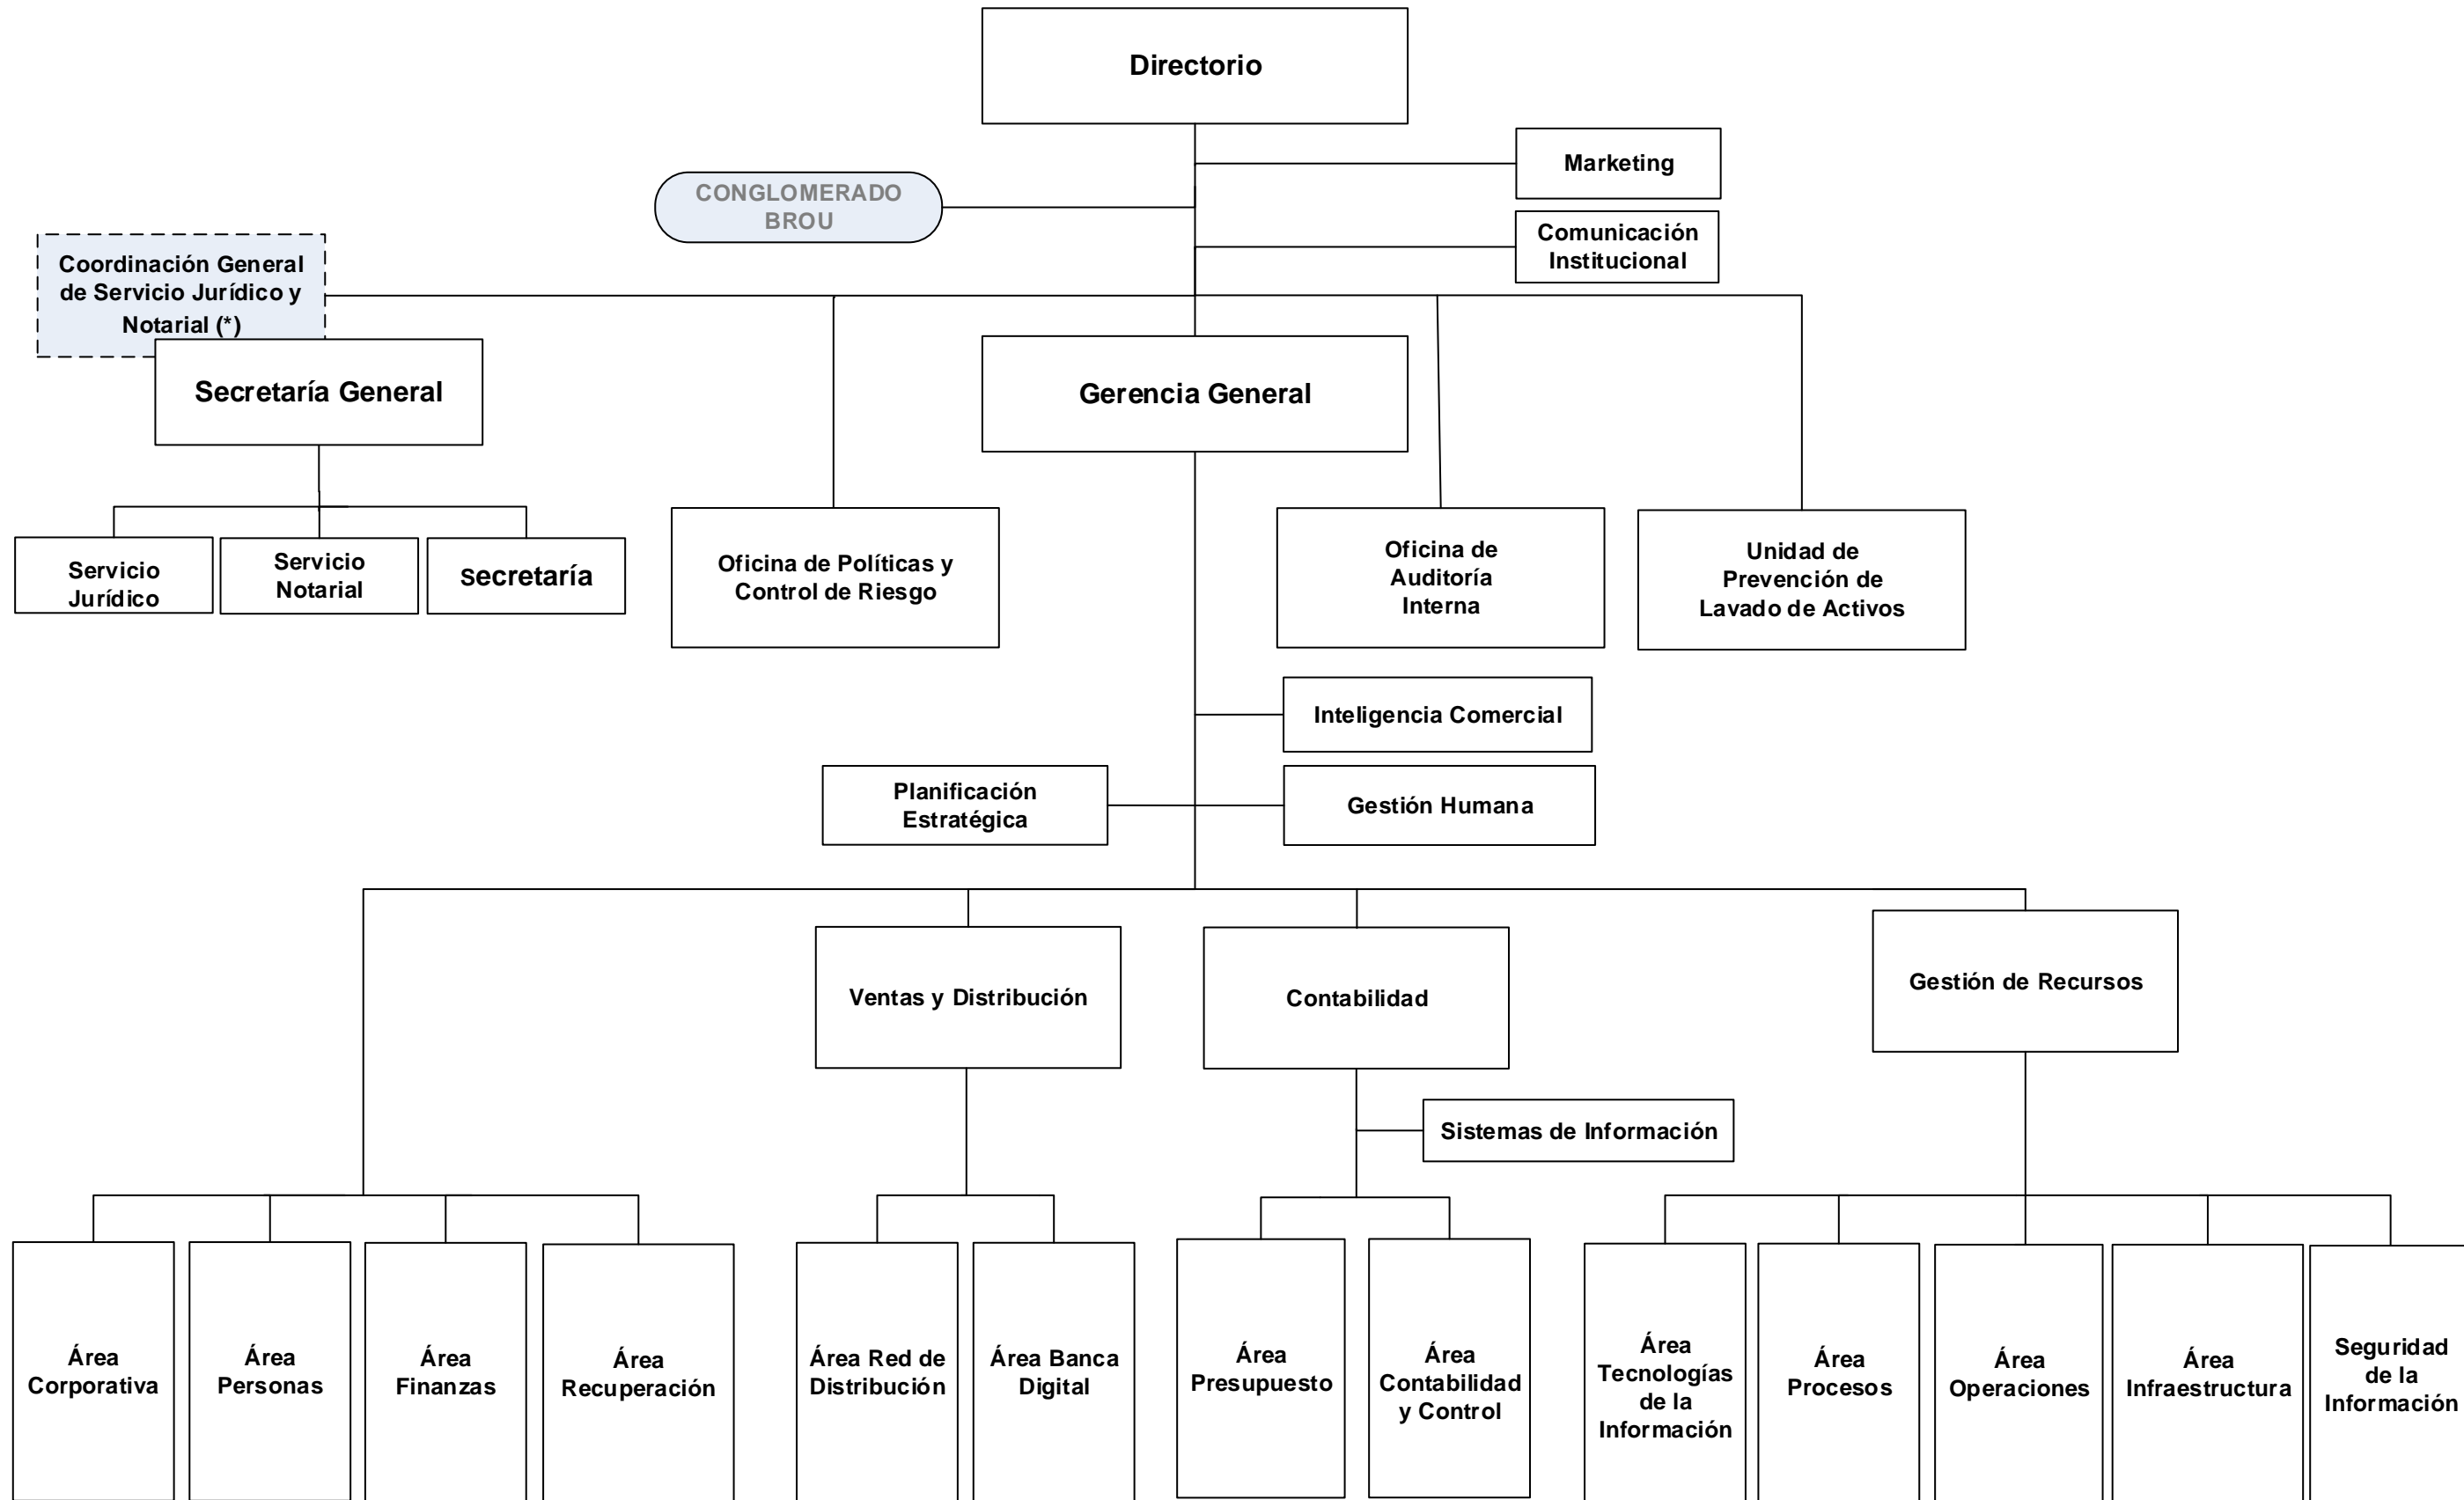 Directorio
Marketing
CONGLOMERADO
BROU
Comunicación
Institucional
Coordinación General
de Servicio Jurídico y
Notarial (*)
Secretaría General
Gerencia General
Servicio
Jurídico
Servicio
Notarial
Secretaría
Oficina de Políticas y
Control de Riesgo
Oficina de
Auditoría
Interna
Unidad de
Prevención de
Lavado de Activos
Inteligencia Comercial
Planificación
Estratégica
Gestión Humana
Ventas y Distribución
Contabilidad
Gestión de Recursos
Sistemas de Información
Área
Corporativa
Área
Personas
Área
Finanzas
Área
Recuperación
Área Red de
Distribución
Área Banca
Digital
Área
Presupuesto
Área
Contabilidad
y Control
Área
Tecnologías
de la
Información
Área
Procesos
Área
Operaciones
Área
Infraestructura
Seguridad
de la
Información